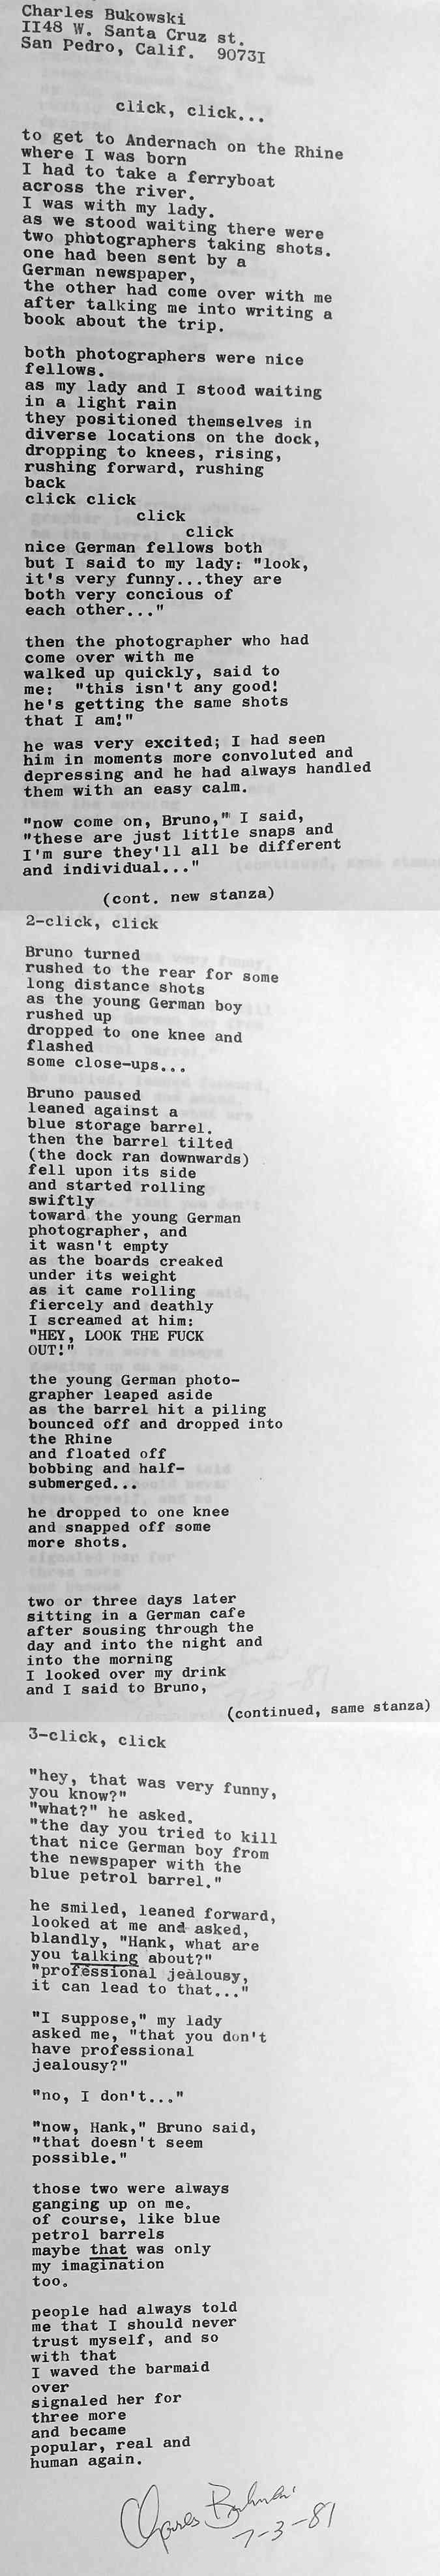 Charles Bukowski
II48 W. Santa Cruz st.
San Pedro, Calif. 9073I
click, click...
to get to Andernach on the Rhine
where I was born
I had to take a ferryboat
across the river.
I was with my lady.
as we stood waiting there were
two photographers taking shots.
one had been sent by a
German newspaper,
the other had come over with me
after talking me into writing a
book about the trip.
both photographers were nice
fellows.
as my lady and I stood waiting
in a light rain
they positioned themselves in
diverse locations on the dock,
dropping to knees, rising,
rushing forward, rushing
back
click click
click
click
nice German fellows both
but I said to my lady: "look,
it's very funny...they are
both very concious of
each other..."
then the photographer who had
come over with me
walked up quickly, said to
me: "this isn't any good!
he's getting the same shots
that I am!"
he was very excited; I had seen
him in moments more convoluted and
depressing and he had always handled
them with an easy calm.
"now come on, Bruno," I said,
"these are just little snaps and
I'm sure they'll all be different
and individual..."
(cont. new stanza)
2-click, click
Bruno turned
rushed to the rear for some
long distance shots
as the young German boy
rushed up
dropped to one knee and
flashed
some close-ups...
Bruno paused
leaned against a
blue storage barrel.
then the barrel tilted
(the dock ran downwards)
fell upon its side
and started rolling
swiftly
toward the young German
photographer, and
it wasn't empty
as the boards creaked
under its weight
as it came rolling
fiercely and deathly
I screamed at him:
"HEY, LOOK THE FUCK
OUT!"
the young German photo-
grapher leaped aside
as the barrel hit a piling
bounced off and dropped into
the Rhine
and floated off
bobbing and half-
submerged...
he dropped to one knee
and snapped off some
more shots.
two or three days later
sitting in a German cafe
after sousing through the
day and into the night and
into the morning
I looked over my drink
and I said to Bruno,
(continued, same stanza)
3-click, click
"hey, that was very funny,
you know?"
"what?" he asked.
"the day you tried to kill
that nice German boy from
the newspaper with the
blue petrol barrel."
he smiled, leaned forward,
looked at me and asked,
blandly, "Hank, what are
you talking about?"
"professional jealousy,
it can lead to that..."
"I suppose," my lady
asked me, "that you don't
have professional
jealousy?"
"no, I don't..."
"now, Hank," Bruno said,
"that doesn't seem
possible."
those two were always
ganging up on me.
of course, like blue
petrol barrels
maybe that was only
my imagination
too.
people had always told
me that I should never
trust myself, and so
with that
I waved the barmaid
over
signaled her for
three more
and became
popular, real and
human again.
Charles Bukowski
7-3-81